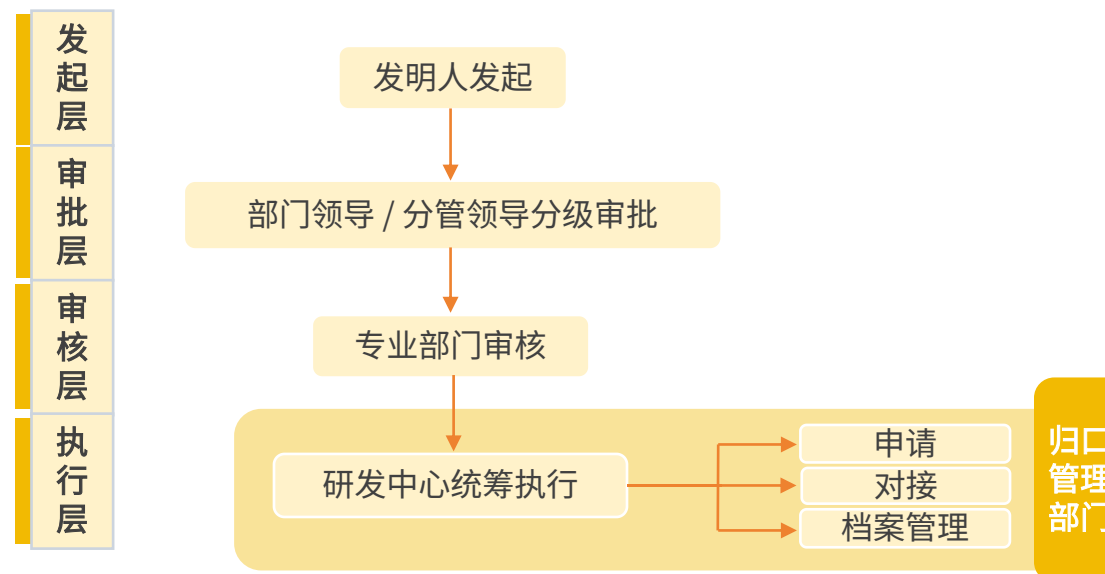 发
起
层
发明人发起
审
批
层
部门领导 / 分管领导分级审批
审
核
层
专业部门审核
执
行
层
研发中心统筹执行
申请
对接
档案管理
归口
管理
部门